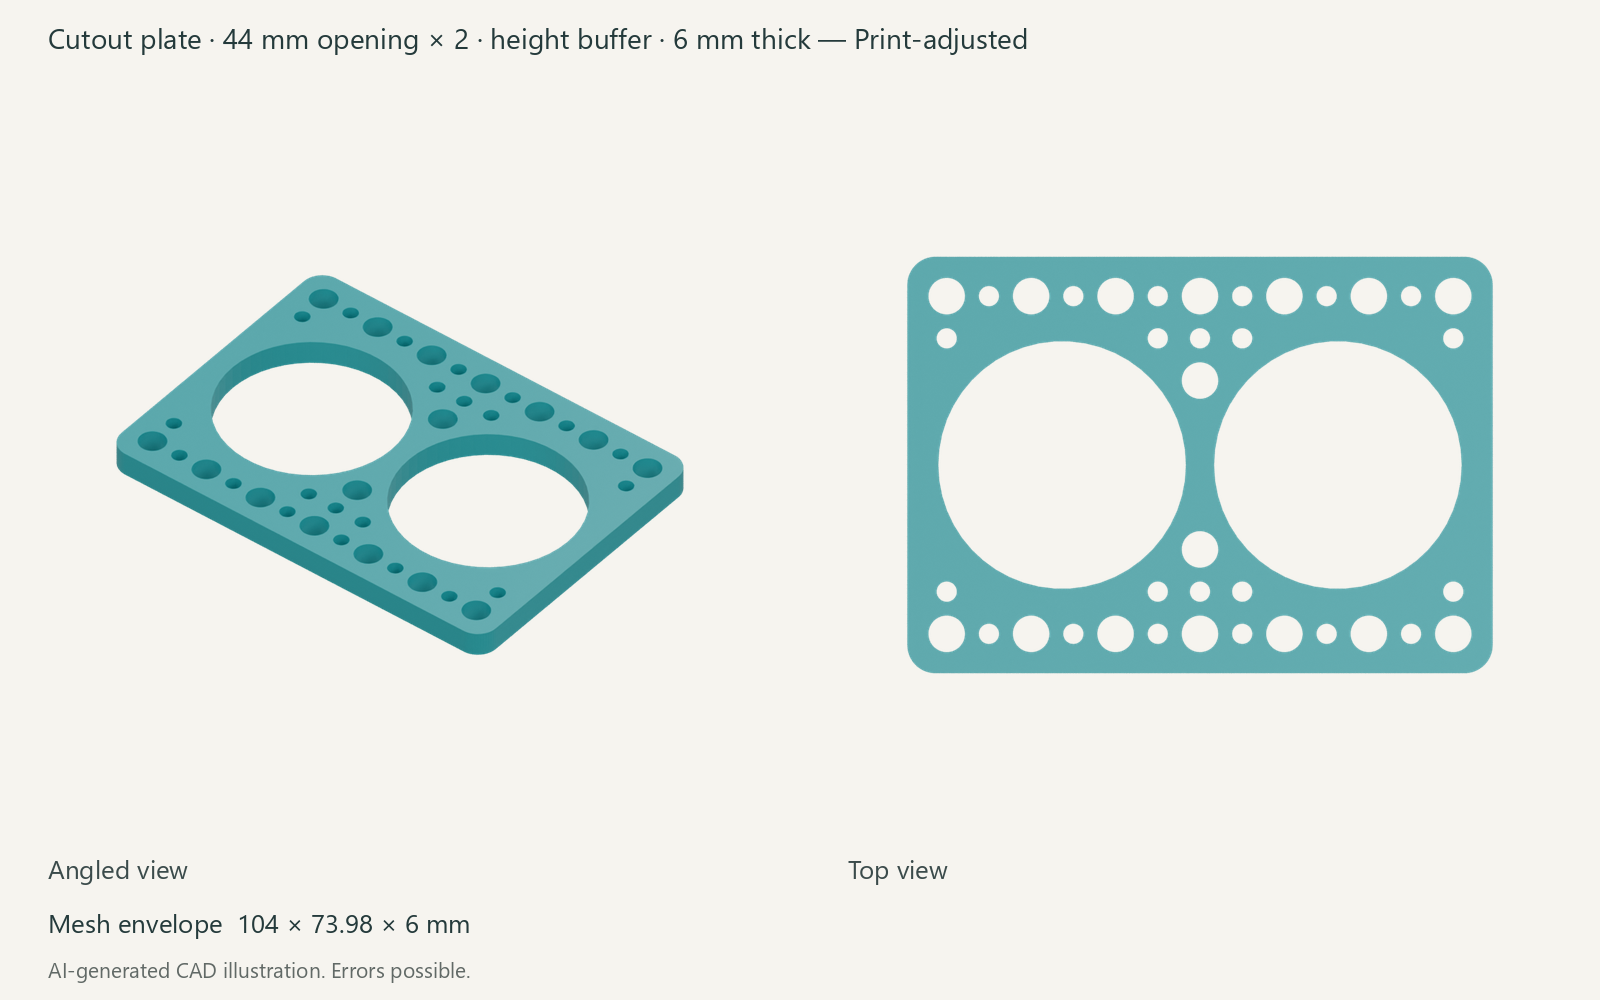 Cutout plate · 44 mm opening × 2 · height buffer · 6 mm thick — Print-adjusted
Angled view
Top view
Mesh envelope 104 × 73.98 × 6 mm
AI-generated CAD illustration. Errors possible.